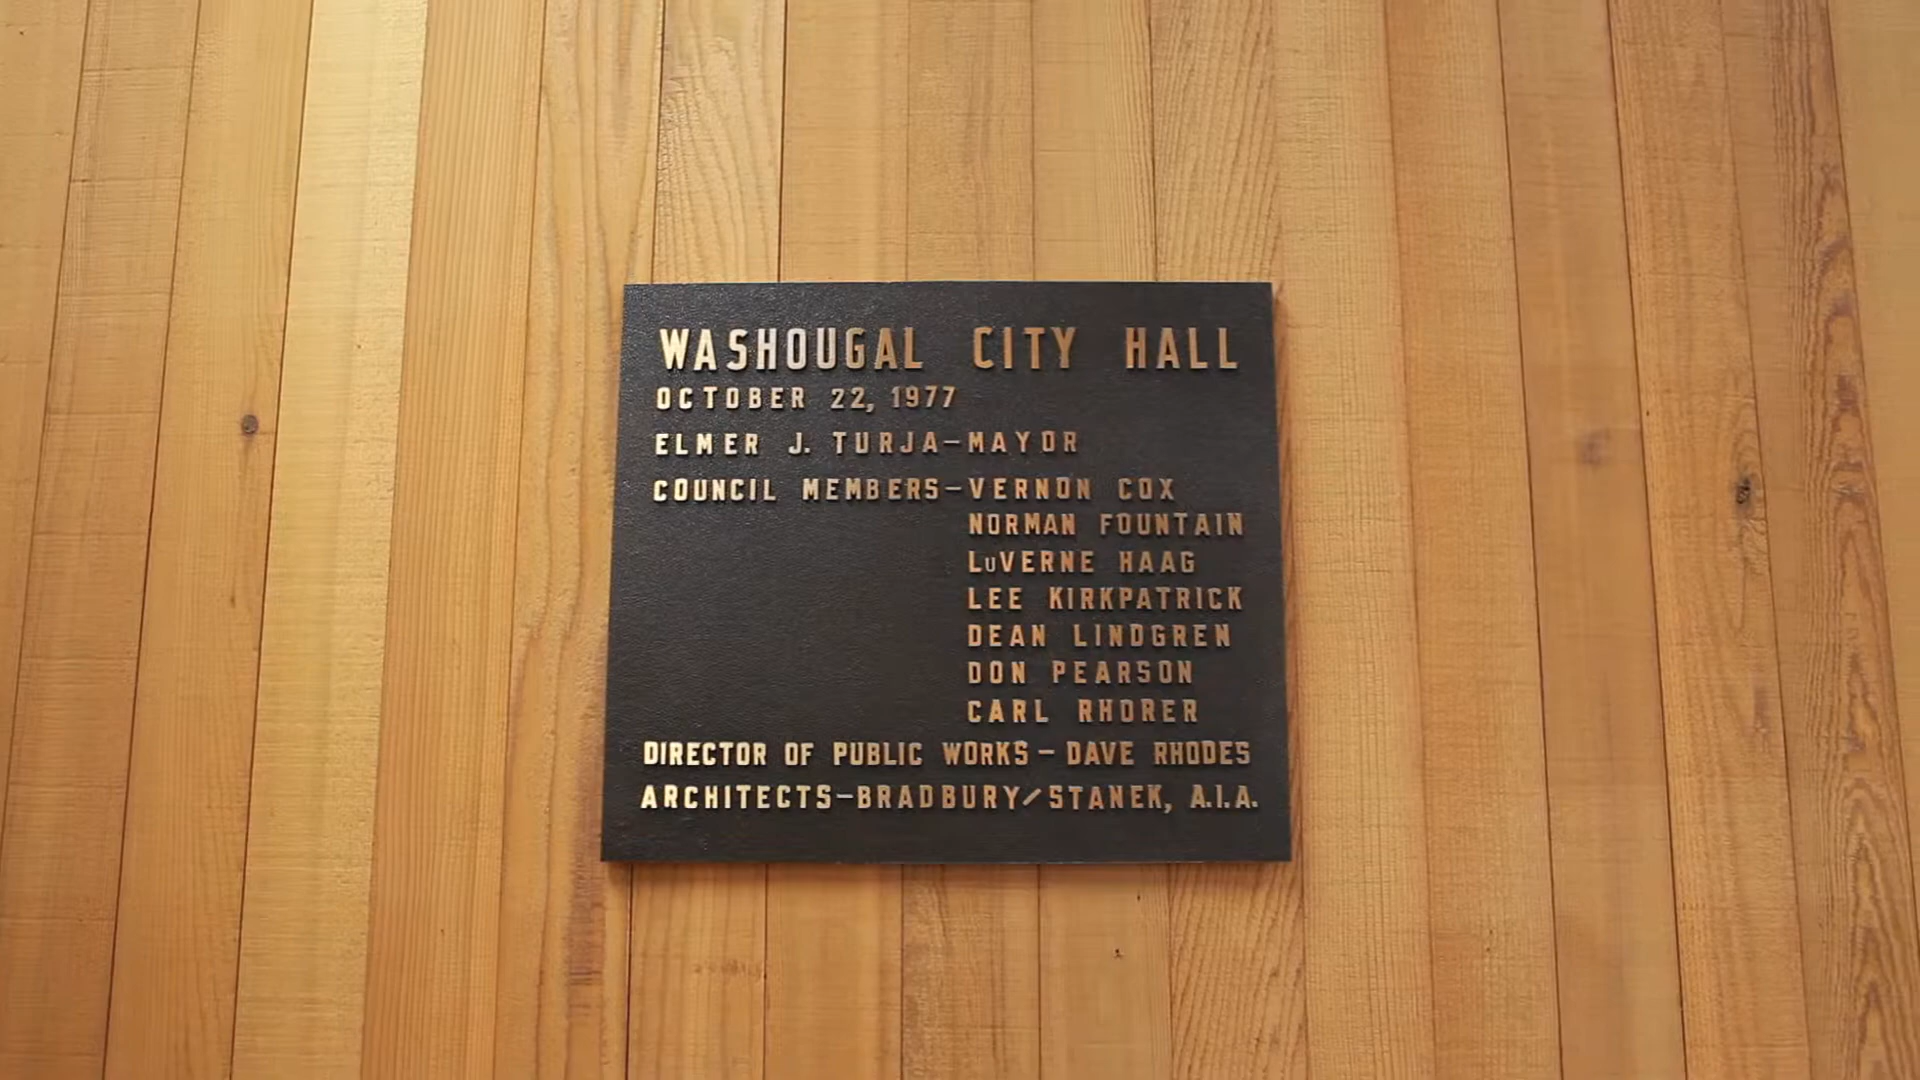 WASHOUGAL CITY HALL
OCTOBER 22, 1977
ELMER J. TURJA–MAYOR
COUNCIL MEMBERS–VERNON COX
NORMAN FOUNTAIN
LuVERNE HAAG
LEE KIRKPATRICK
DEAN LINDGREN
DON PEARSON
CARL RHORER
DIRECTOR OF PUBLIC WORKS – DAVE RHODES
ARCHITECTS–BRADBURY/STANEK, A.I.A.